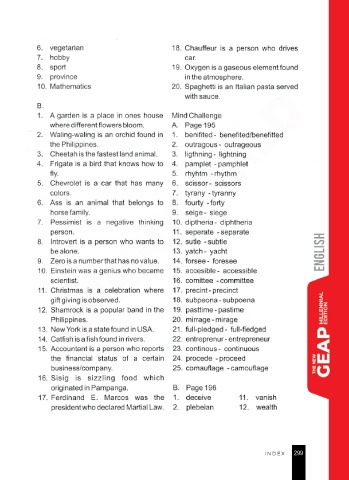 6. vegetarian
7. hobby
8. sport
9. province
10. Mathematics
B.
1. A garden is a place in ones house
where different flowers bloom.
2. Waling-waling is an orchid found in
the Philippines.
3. Cheetah is the fastest land animal.
4. Frigate is a bird that knows how to
fly.
5. Chevrolet is a car that has many
colors.
6. Ass is an animal that belongs to
horse family.
7. Pessimist is a negative thinking
person.
8. Introvert is a person who wants to
be alone.
9. Zero is a number that has no value.
10. Einstein was a genius who became
scientist.
11. Christmas is a celebration where
gift giving is observed.
12. Shamrock is a popular band in the
Philippines.
13. New York is a state found in USA.
14. Catfish is a fish found in rivers.
15. Accountant is a person who reports
the financial status of a certain
business/company.
16. Sisig is sizzling food which
originated in Pampanga.
17. Ferdinand E. Marcos was the
president who declared Martial Law.
18. Chauffeur is a person who drives
car.
19. Oxygen is a gaseous element found
in the atmosphere.
20. Spaghetti is an Italian pasta served
with sauce.
Mind Challenge
A. Page 195
1. benifited - benefited/benefitted
2. outragous - outrageous
3. ligthning - lightning
4. pamplet - pamphlet
5. rhyhtm - rhythm
6. scissor - scissors
7. tyrany - tyranny
8. fourty - forty
9. seige - siege
10. diptheria - diphtheria
11. seperate - separate
12. sutle - subtle
13. yatch - yacht
14. forsee - foresee
15. accesible - accessible
16. comittee - committee
17. precint - precinct
18. subpeona - subpoena
19. pasttime - pastime
20. mirrage - mirage
21. full-pledged - full-fledged
22. entreprenur - entrepreneur
23. continous - continuous
24. procede - proceed
25. comauflage - camouflage
B. Page 196
1. deceive 11. vanish
2. plebeian 12. wealth
ENGLISH
THE NEW
GEAP MILLENNIAL
EDITION
INDEX 299